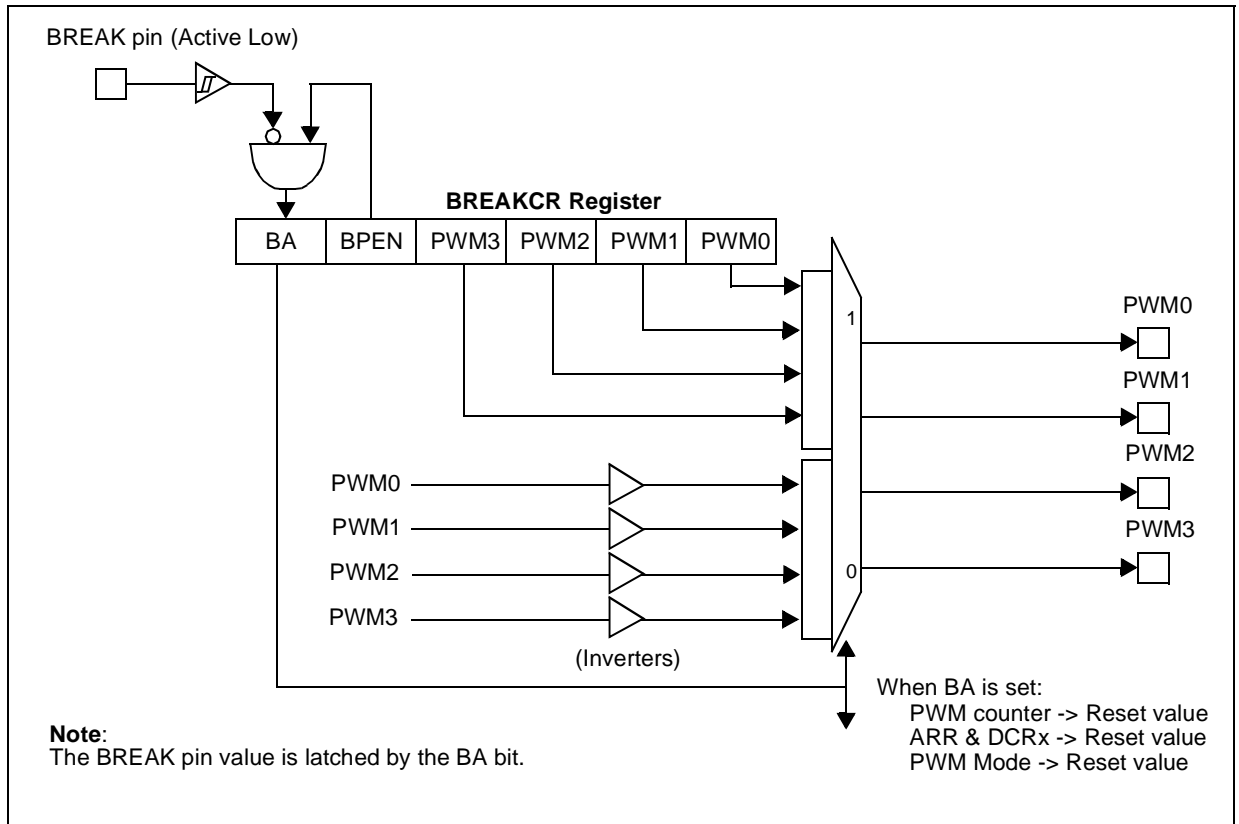 BREAK pin (Active Low)
BREAKCR Register
BA BPEN PWM3 PWM2 PWM1 PWM0
1
PWM0
PWM1
PWM2
PWM3
PWM0
PWM1
PWM2
PWM3
0
(Inverters)
When BA is set:
PWM counter -> Reset value
ARR & DCRx -> Reset value
PWM Mode -> Reset value
Note:
The BREAK pin value is latched by the BA bit.